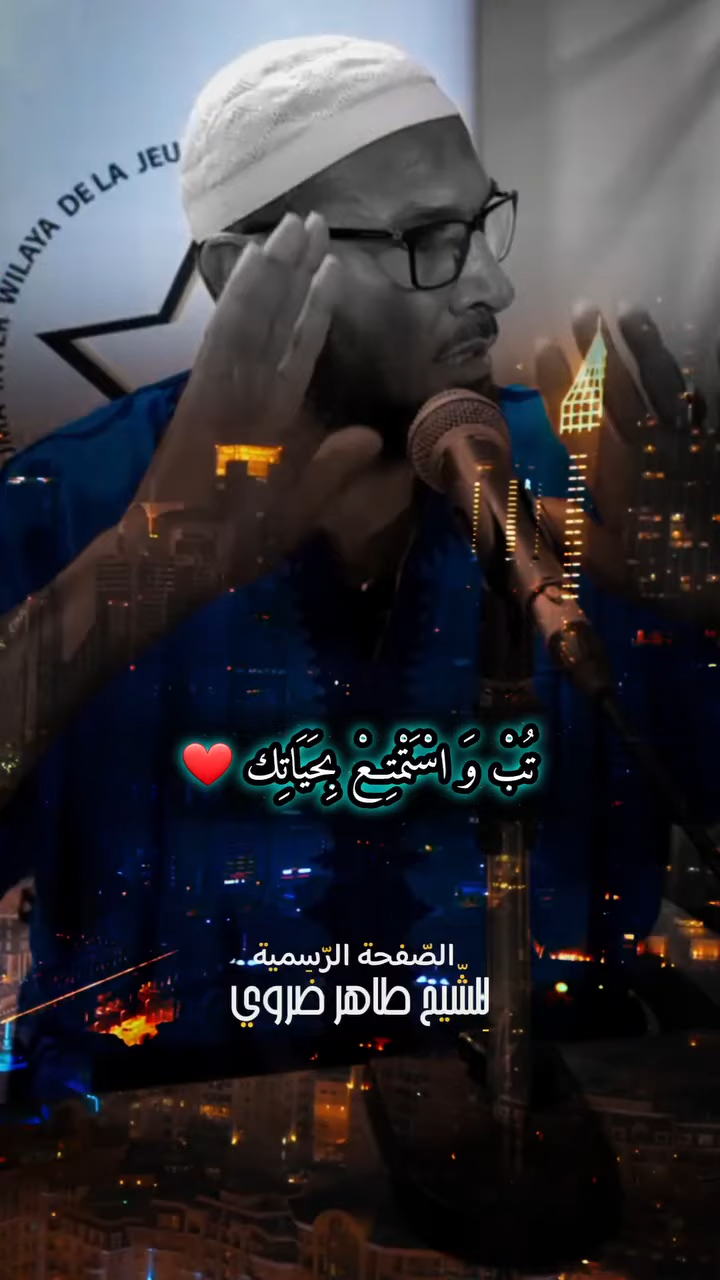 WILAYA DE LA JEU
تُبْ وَ اسْتَمْتِعْ بِحَيَاتِك ❤️
الصّفحة الرّسمية
للشّيخ طاهر ضروي